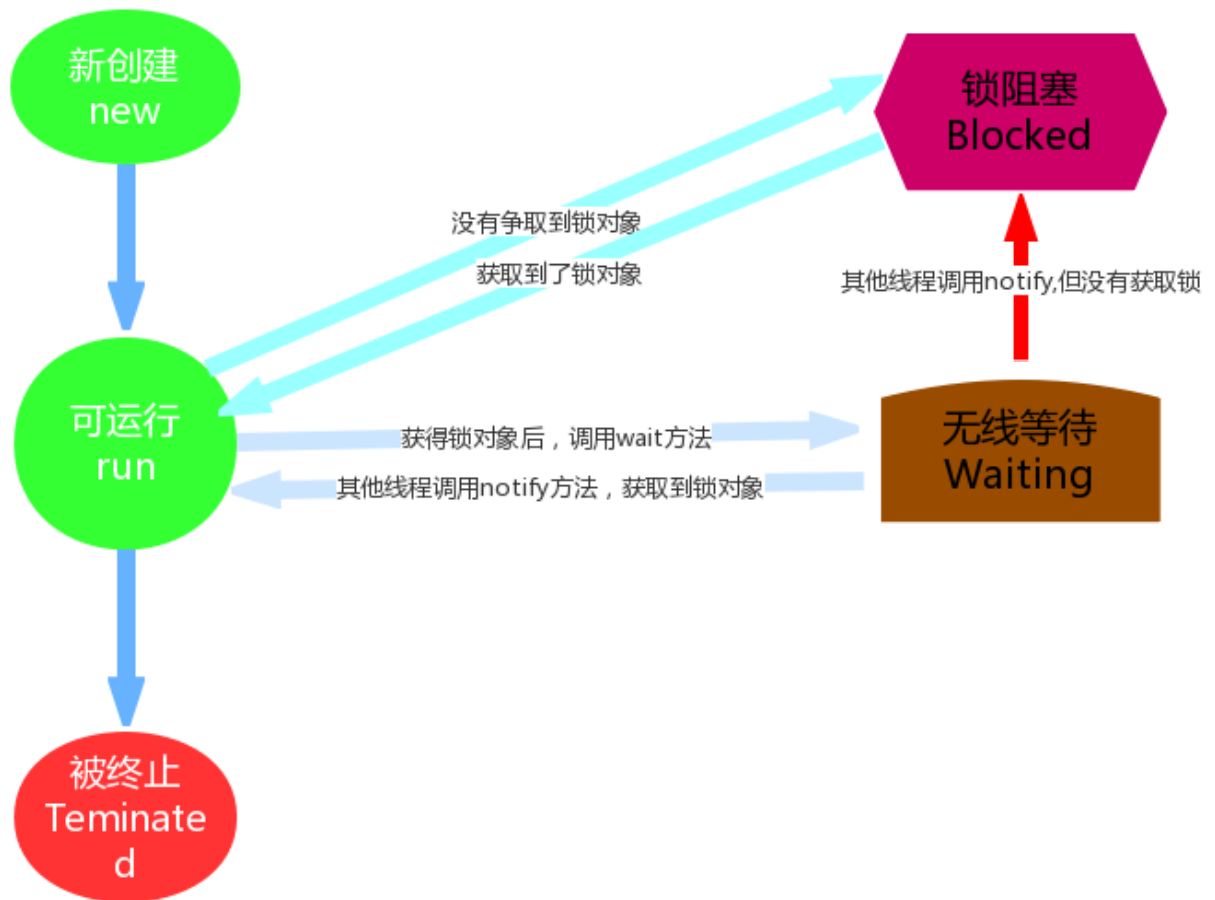 新创建
new
锁阻塞
Blocked
没有争取到锁对象
获取到了锁对象
其他线程调用notify,但没有获取锁
可运行
run
获得锁对象后，调用wait方法
其他线程调用notify方法，获取到锁对象
无线等待
Waiting
被终止
Teminate
d